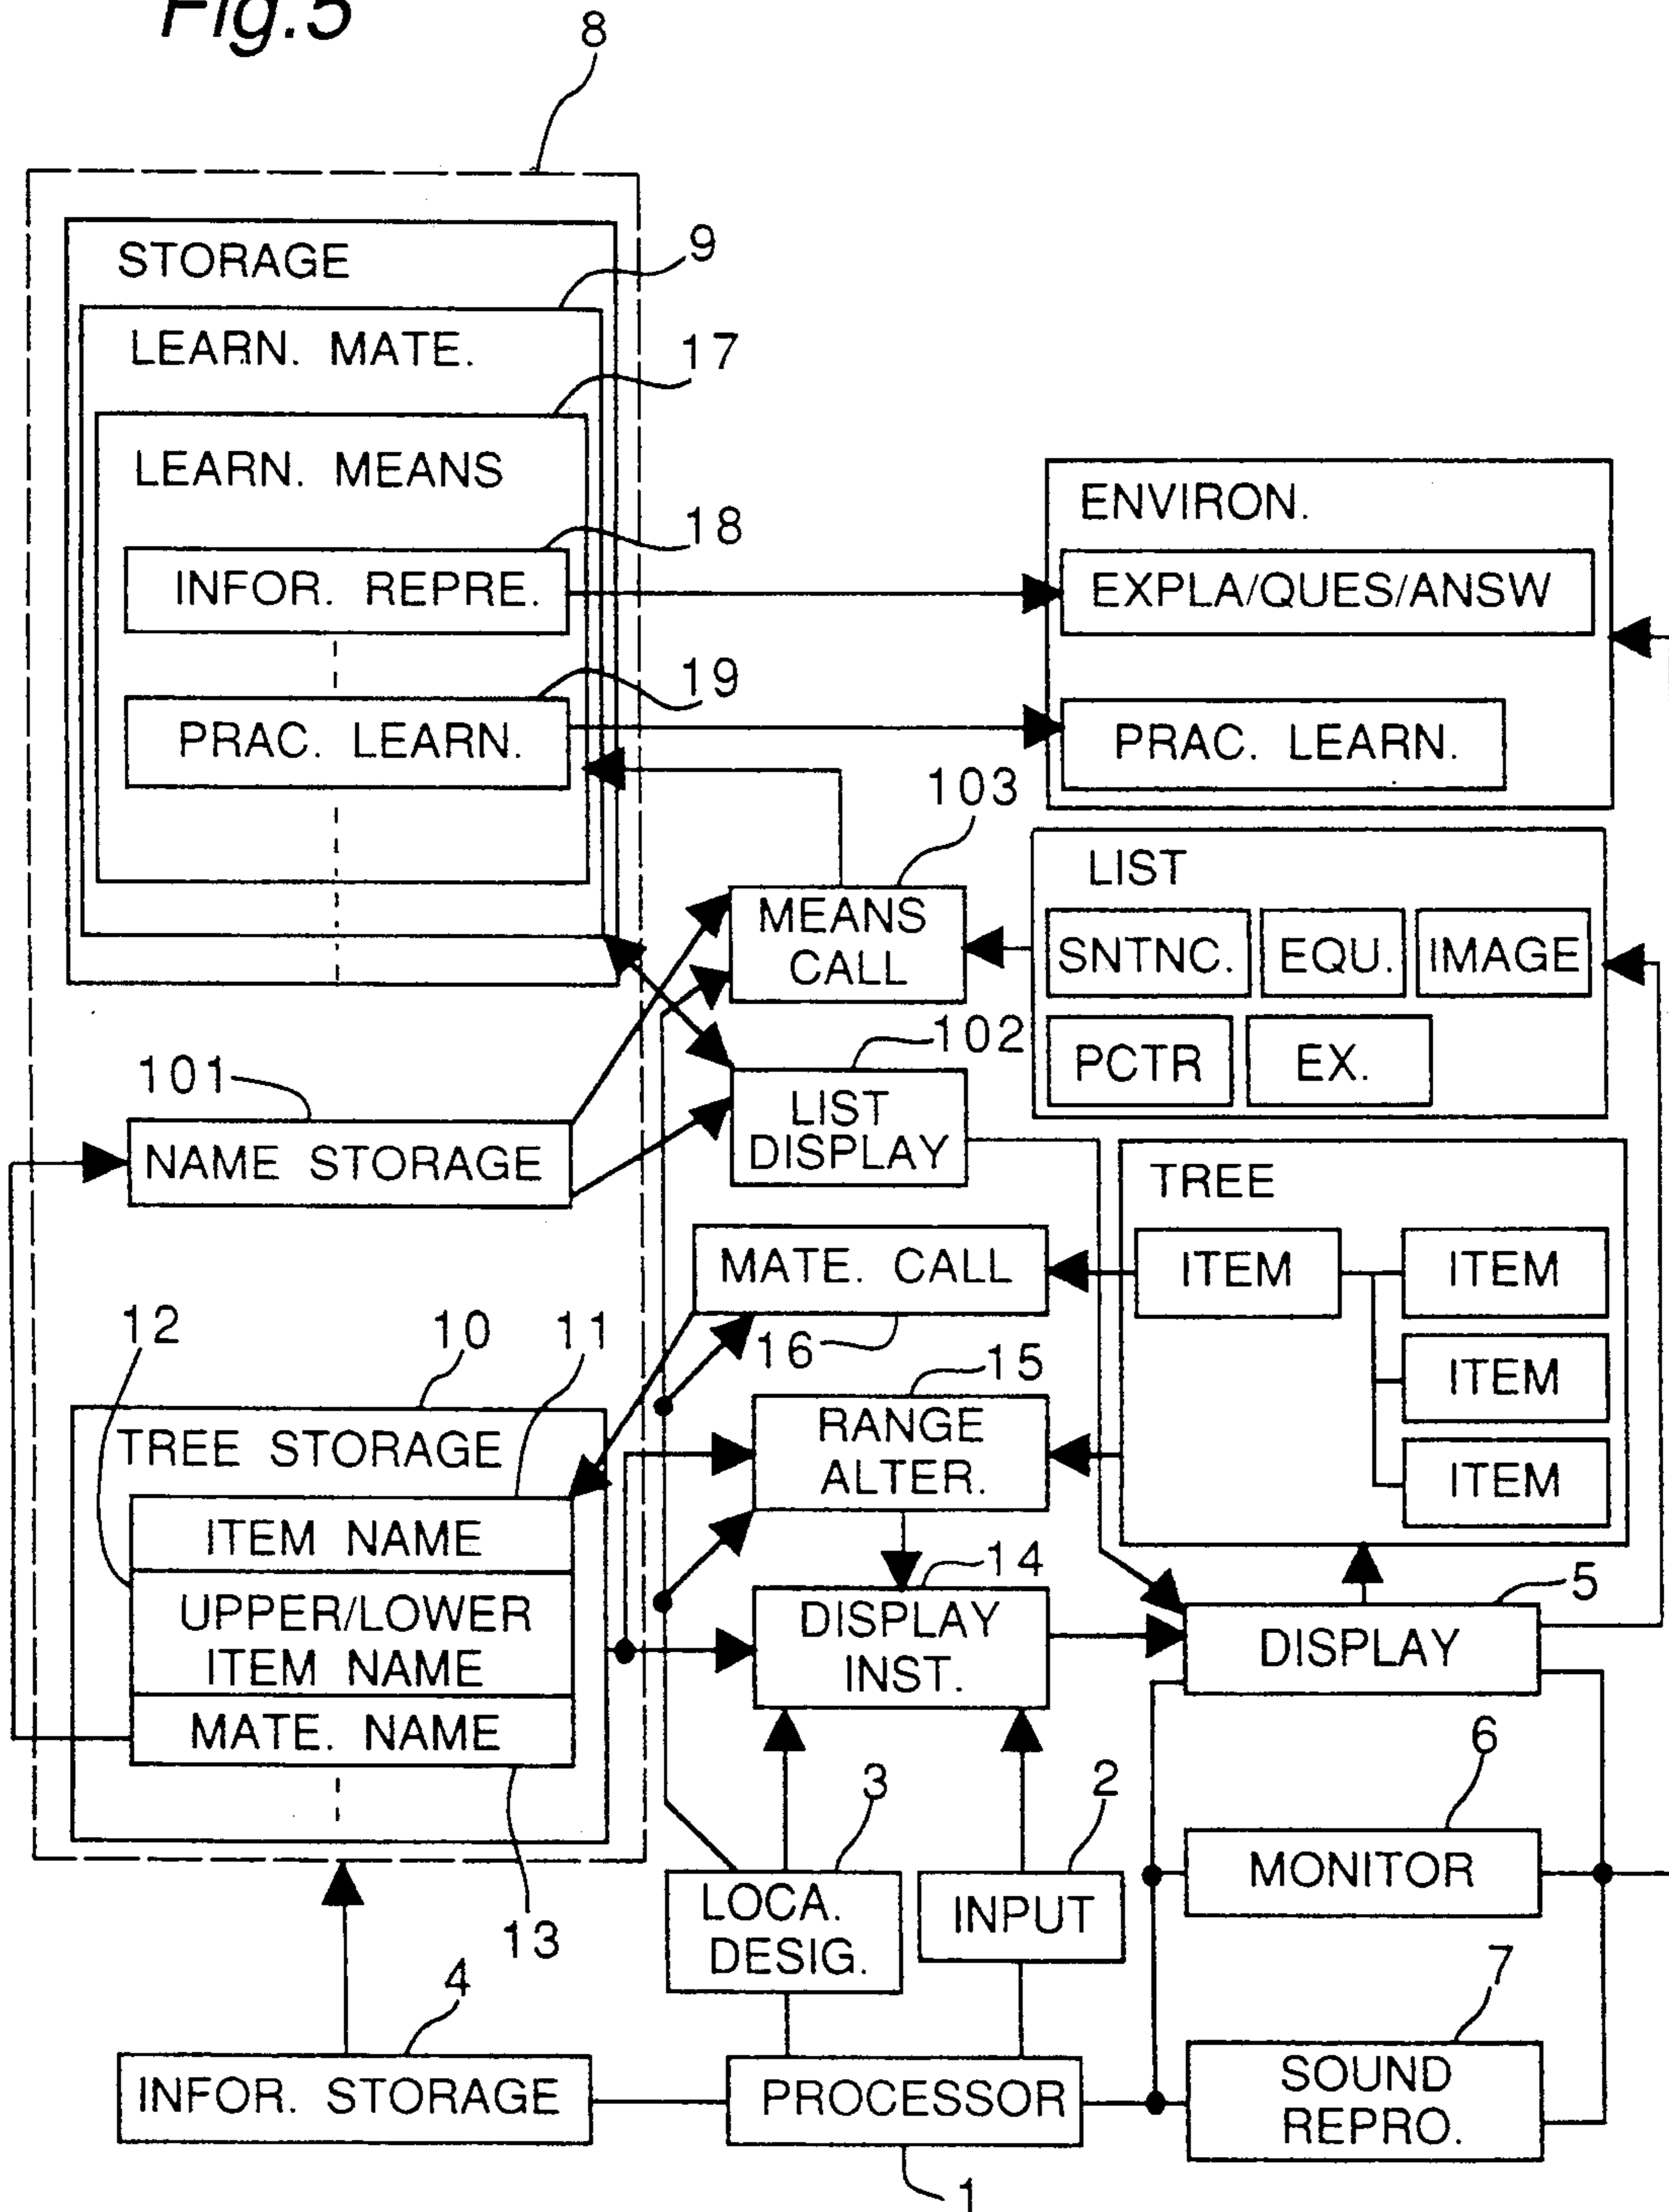 Fig.5
8
STORAGE
9
LEARN. MATE.
17
LEARN. MEANS
18
INFOR. REPRE.
19
PRAC. LEARN.
ENVIRON.
EXPLA/QUES/ANSW
PRAC. LEARN.
103
MEANS
CALL
LIST
SNTNC.
EQU.
IMAGE
PCTR
EX.
102
LIST
DISPLAY
101
NAME STORAGE
TREE
ITEM
ITEM
ITEM
ITEM
MATE. CALL
16
12
10
11
TREE STORAGE
ITEM NAME
UPPER/LOWER
ITEM NAME
MATE. NAME
13
15
RANGE
ALTER.
14
DISPLAY
INST.
5
DISPLAY
6
MONITOR
3
LOCA.
DESIG.
2
INPUT
7
SOUND
REPRO.
4
INFOR. STORAGE
PROCESSOR
1